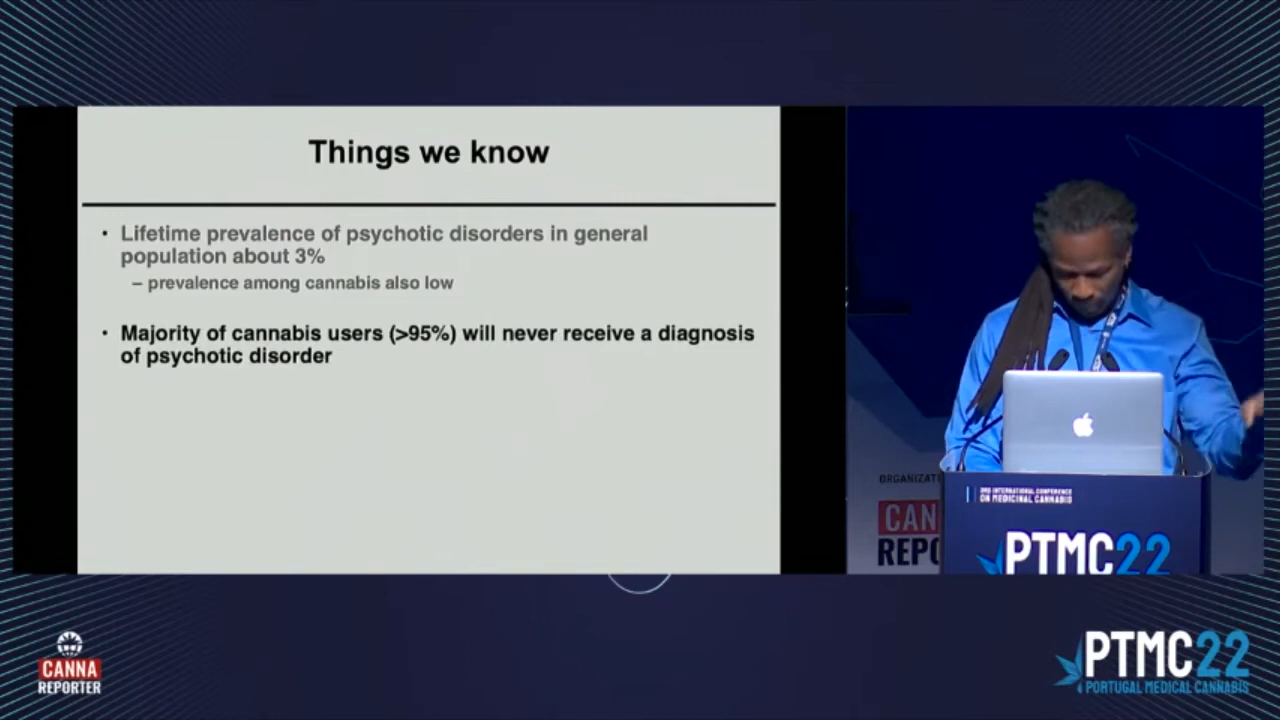 Things we know
• Lifetime prevalence of psychotic disorders in general
population about 3%
– prevalence among cannabis also low
• Majority of cannabis users (>95%) will never receive a diagnosis
of psychotic disorder
ORGANIZATI
CAN
REPO
3RD INTERNATIONAL CONFERENCE
ON MEDICINAL CANNABIS
PTMC22
CANNA
REPORTER
PTMC22
PORTUGAL MEDICAL CANNABIS